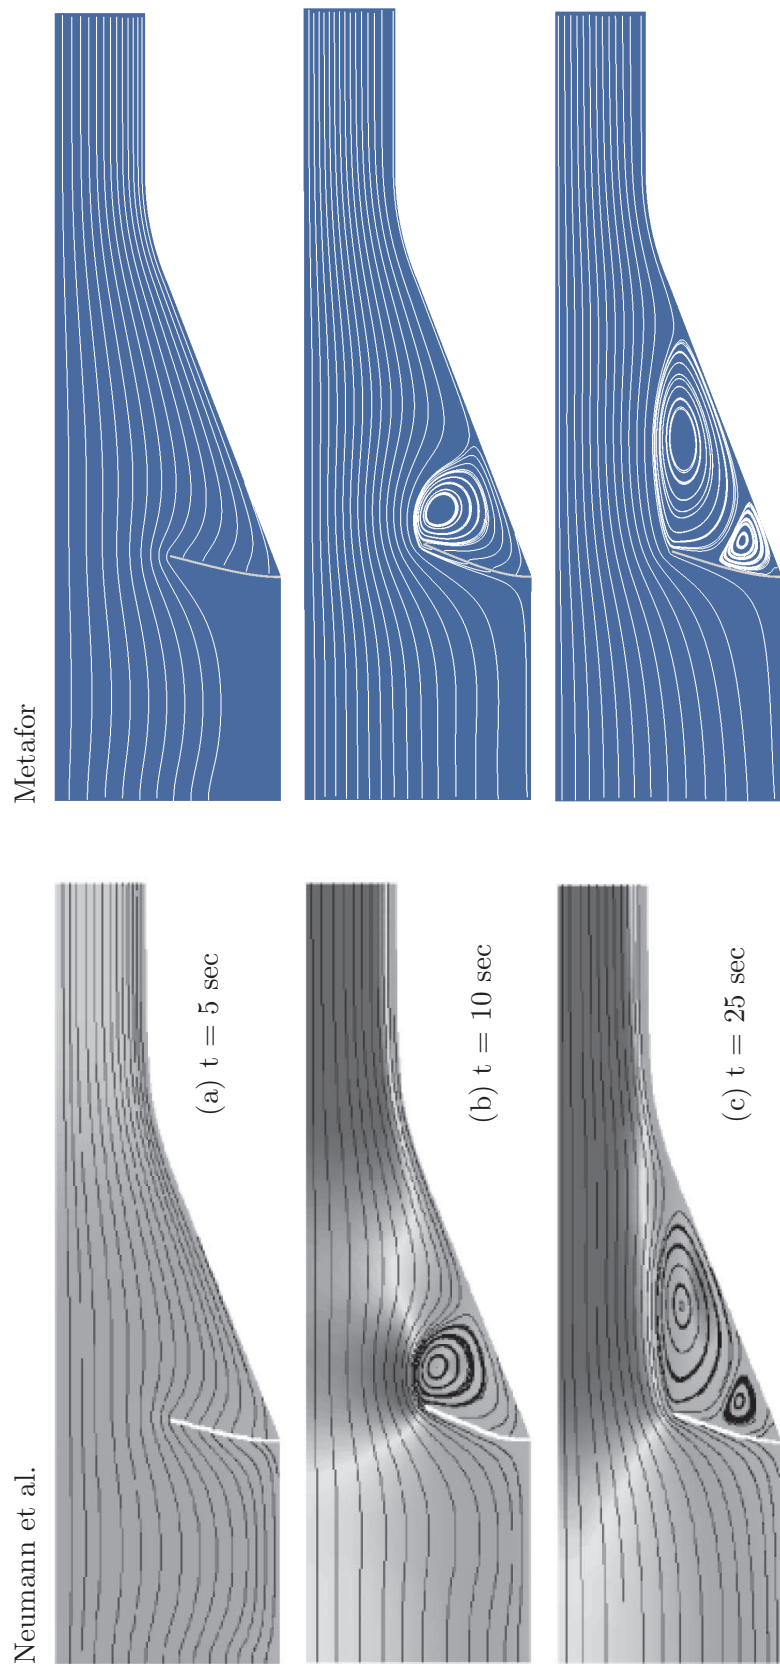 Neumann et al.
Metafor
(a) t = 5 sec
(b) t = 10 sec
(c) t = 25 sec